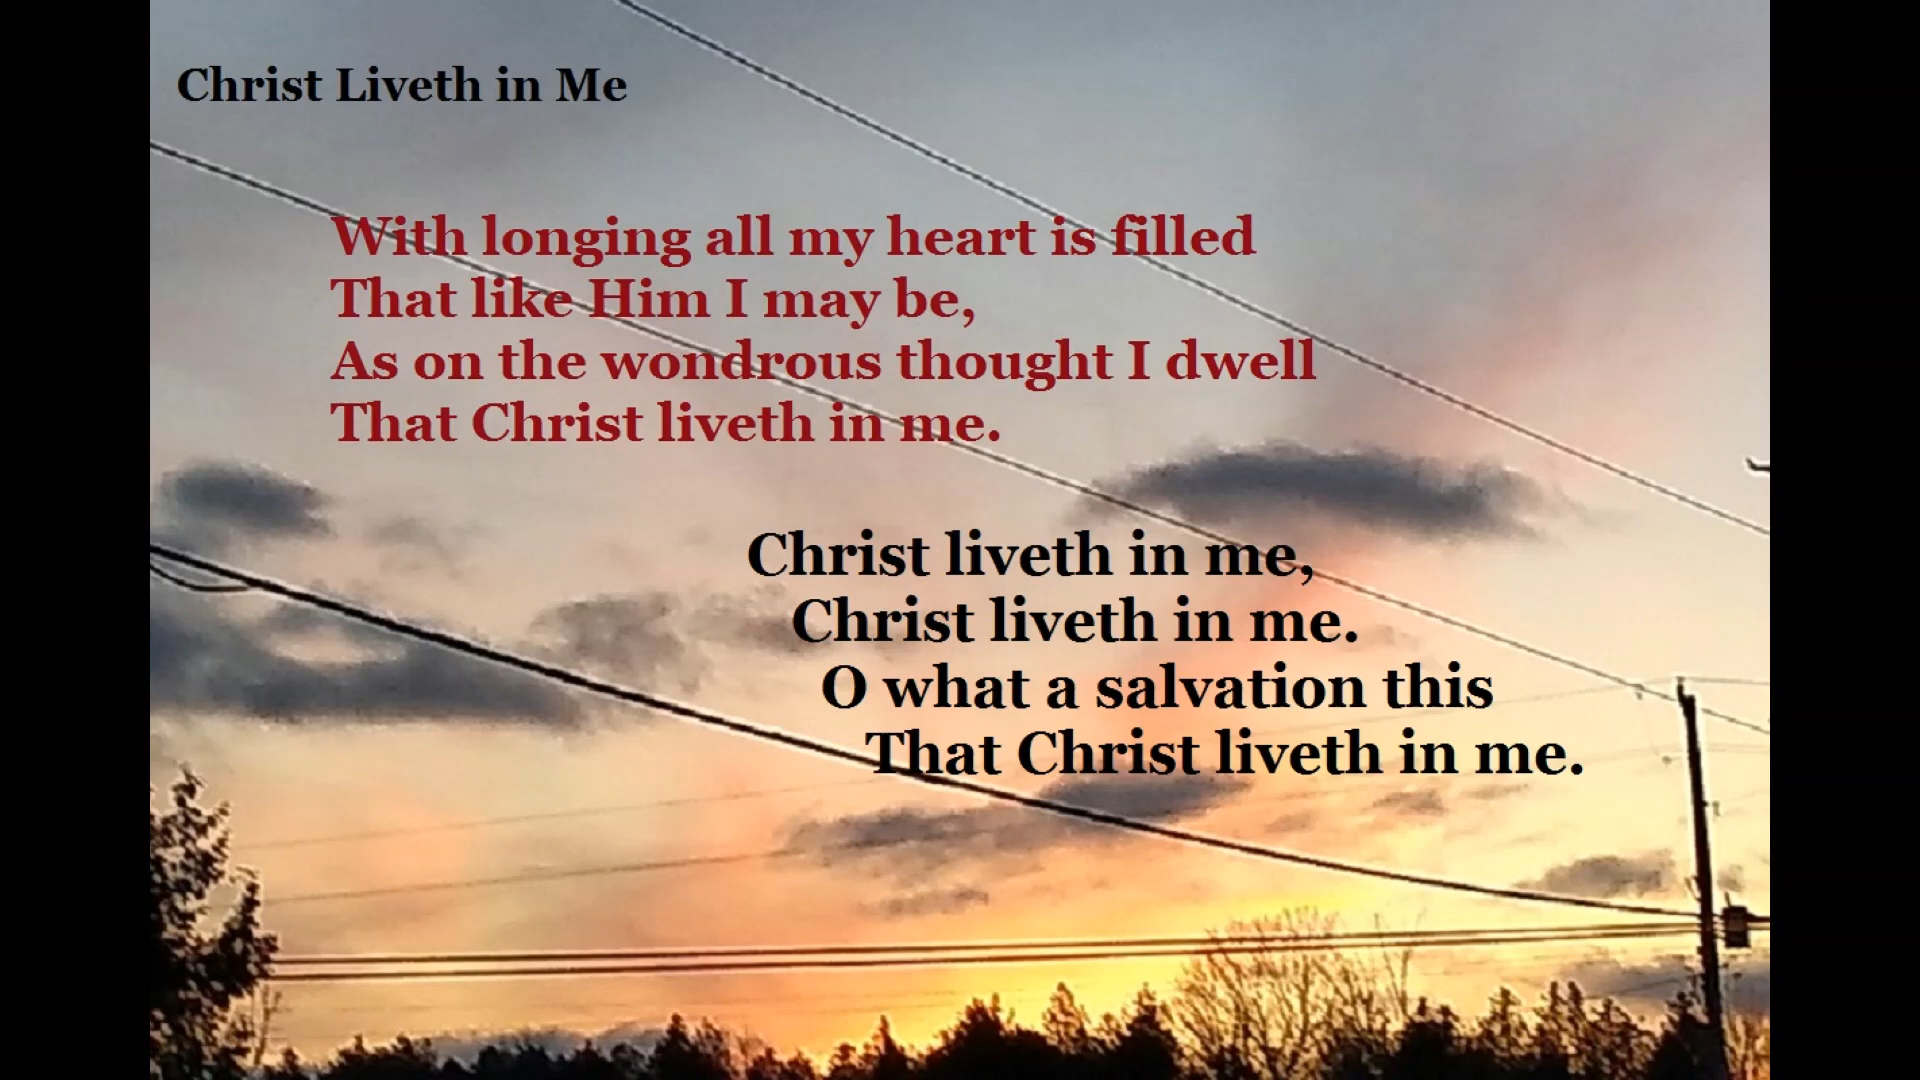 Christ Liveth in Me
With longing all my heart is filled
That like Him I may be,
As on the wondrous thought I dwell
That Christ liveth in me.
Christ liveth in me,
Christ liveth in me.
O what a salvation this
That Christ liveth in me.